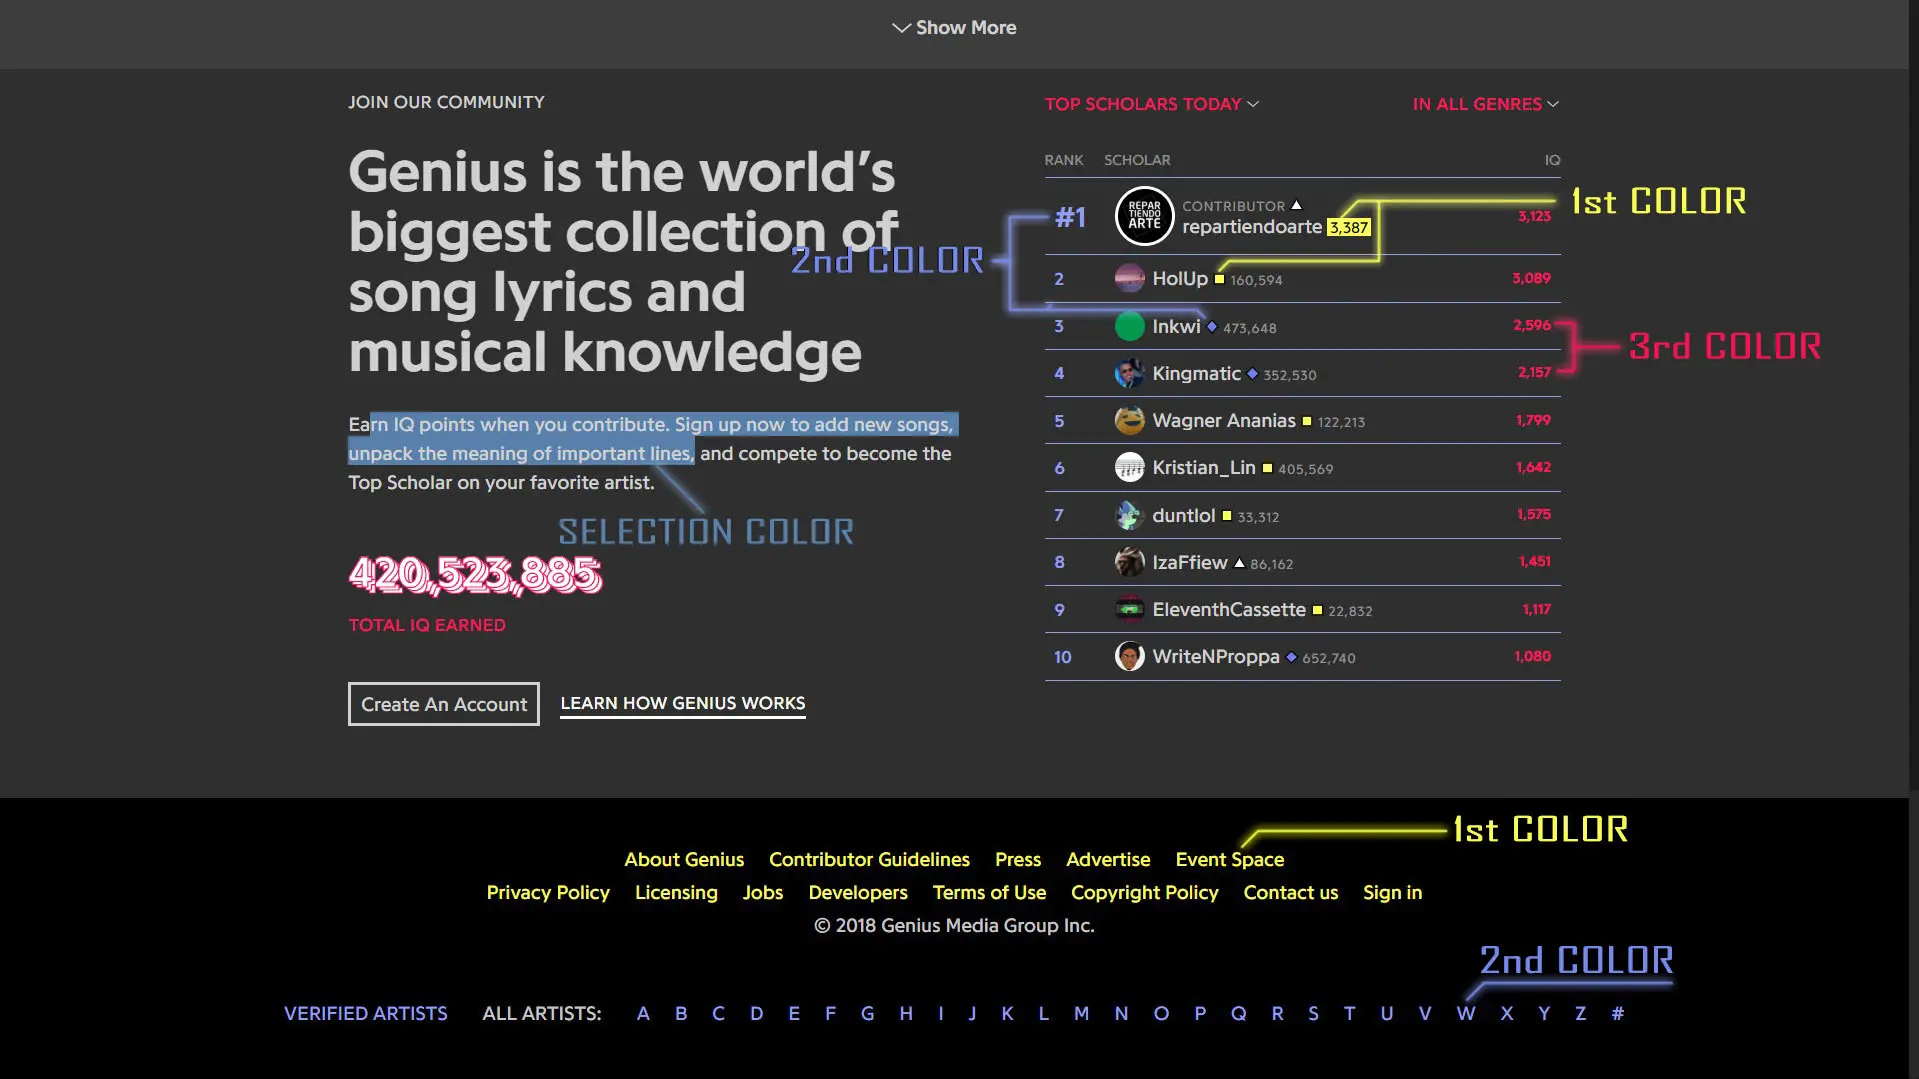 Show More
JOIN OUR COMMUNITY
Genius is the world’s
biggest collection of
song lyrics and
musical knowledge
2nd COLOR
Earn IQ points when you contribute. Sign up now to add new songs,
unpack the meaning of important lines, and compete to become the
Top Scholar on your favorite artist.
SELECTION COLOR
420,523,885
TOTAL IQ EARNED
Create An Account LEARN HOW GENIUS WORKS
TOP SCHOLARS TODAY IN ALL GENRES
RANK SCHOLAR IQ
#1 REPAR TIENDO ARTE CONTRIBUTOR repartiendoarte 3,387 3,123
1st COLOR
2 HolUp 160,594 3,089
3 Inkwi 473,648 2,596
3rd COLOR
4 Kingmatic 352,530 2,157
5 Wagner Ananias 122,213 1,799
6 Kristian_Lin 405,569 1,642
7 duntlol 33,312 1,575
8 IzaFfiew 86,162 1,451
9 EleventhCassette 22,832 1,117
10 WriteNProppa 652,740 1,080
1st COLOR
About Genius Contributor Guidelines Press Advertise Event Space
Privacy Policy Licensing Jobs Developers Terms of Use Copyright Policy Contact us Sign in
© 2018 Genius Media Group Inc.
2nd COLOR
VERIFIED ARTISTS ALL ARTISTS: A B C D E F G H I J K L M N O P Q R S T U V W X Y Z #